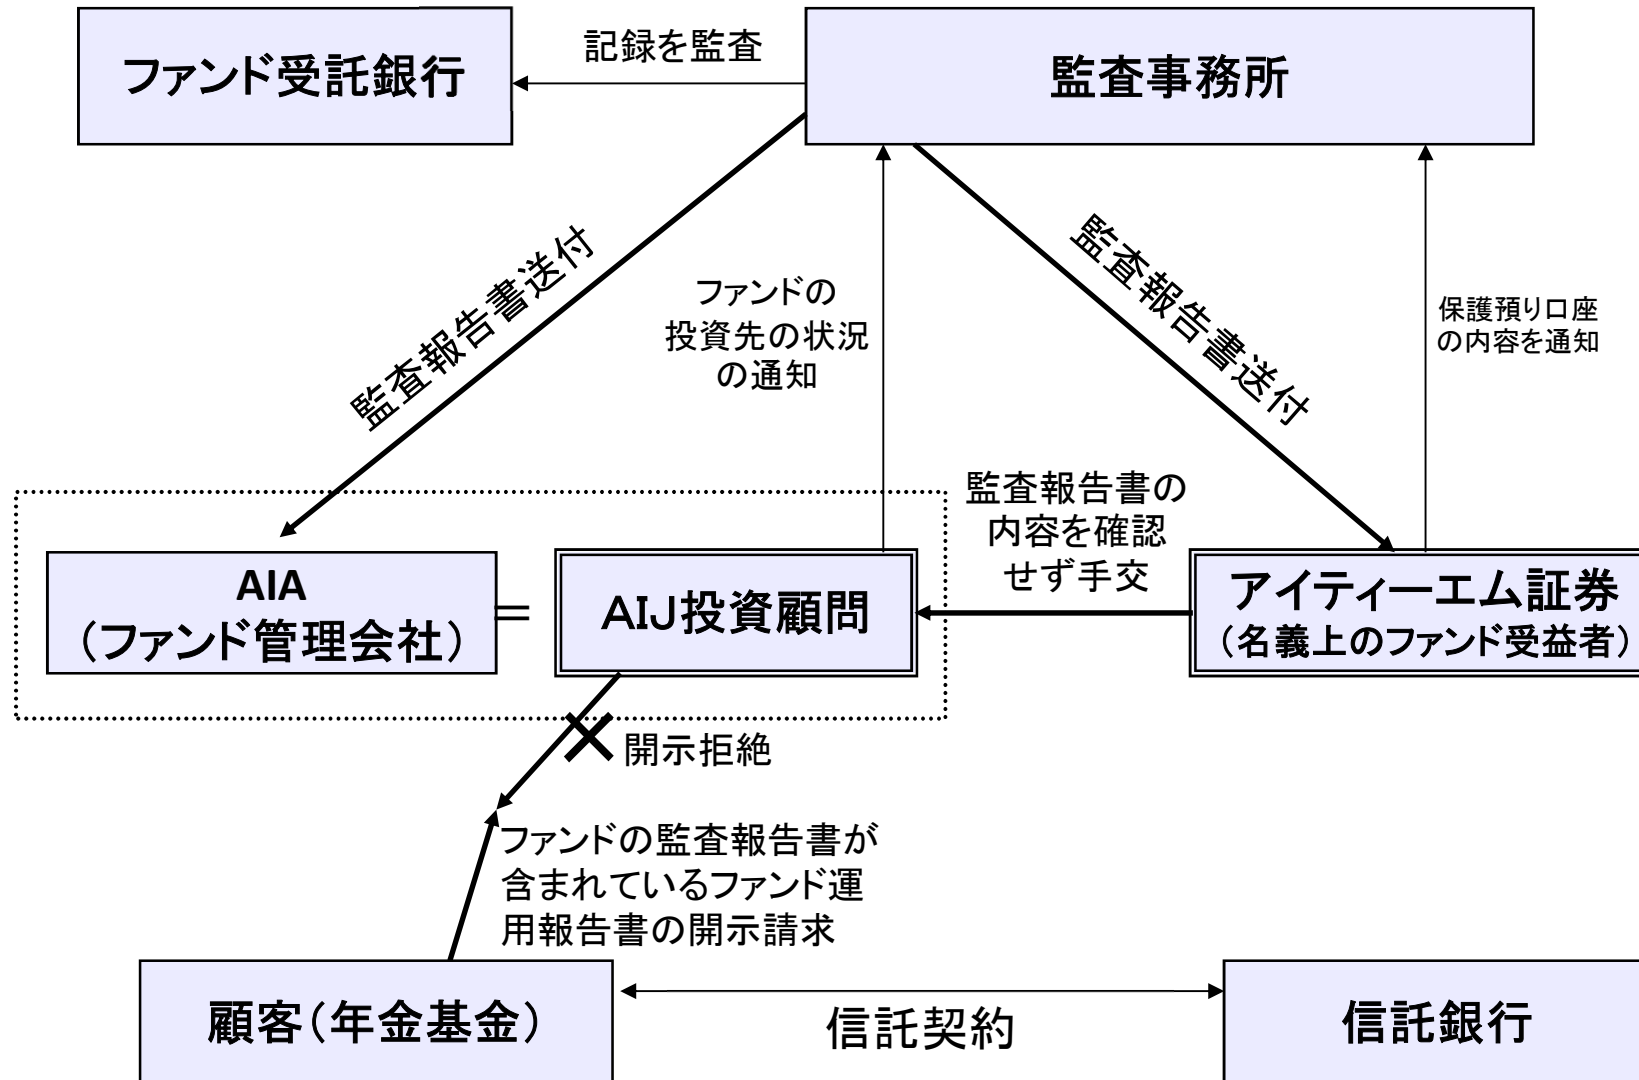 ファンド受託銀行
記録を監査
監査事務所
監査報告書送付
ファンドの
投資先の状況
の通知
監査報告書送付
保護預り口座
の内容を通知
監査報告書の
内容を確認
せず手交
AIA
(ファンド管理会社)
=
AIJ投資顧問
アイティーエム証券
(名義上のファンド受益者)
開示拒絶
ファンドの監査報告書が
含まれているファンド運
用報告書の開示請求
顧客(年金基金)
信託契約
信託銀行